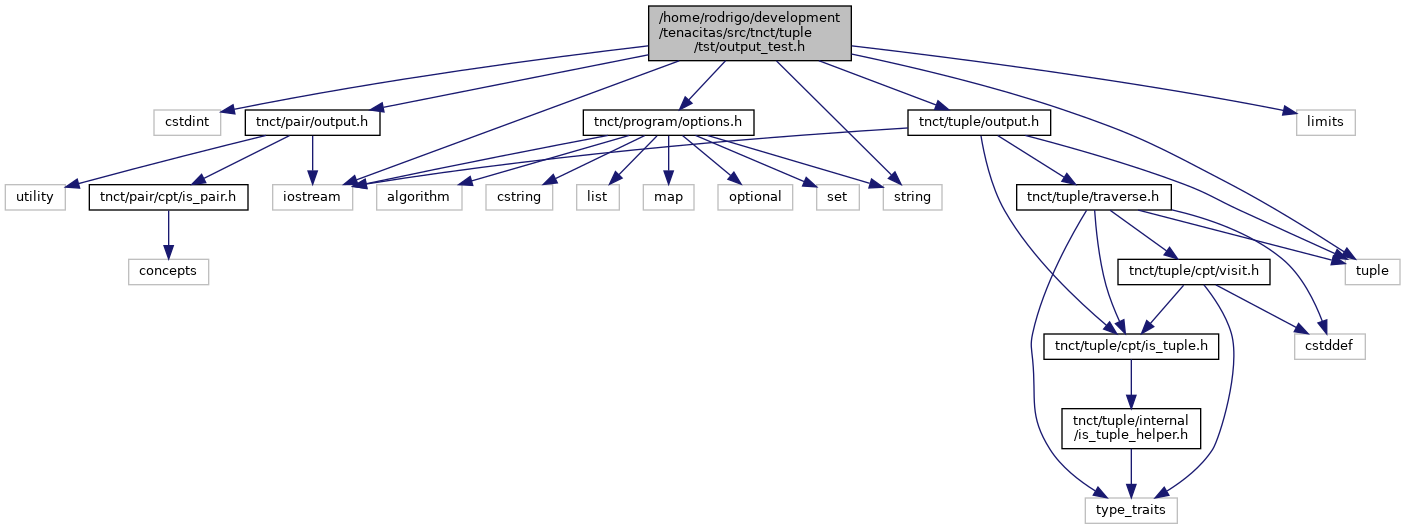 /home/rodrigo/development
/tenacitas/src/tnct/tuple
/tst/output_test.h
cstdint
tnct/pair/output.h
tnct/program/options.h
tnct/tuple/output.h
limits
utility
tnct/pair/cpt/is_pair.h
iostream
algorithm
cstring
list
map
optional
set
string
tnct/tuple/traverse.h
concepts
tnct/tuple/cpt/visit.h
tuple
tnct/tuple/cpt/is_tuple.h
cstddef
tnct/tuple/internal
/is_tuple_helper.h
type_traits